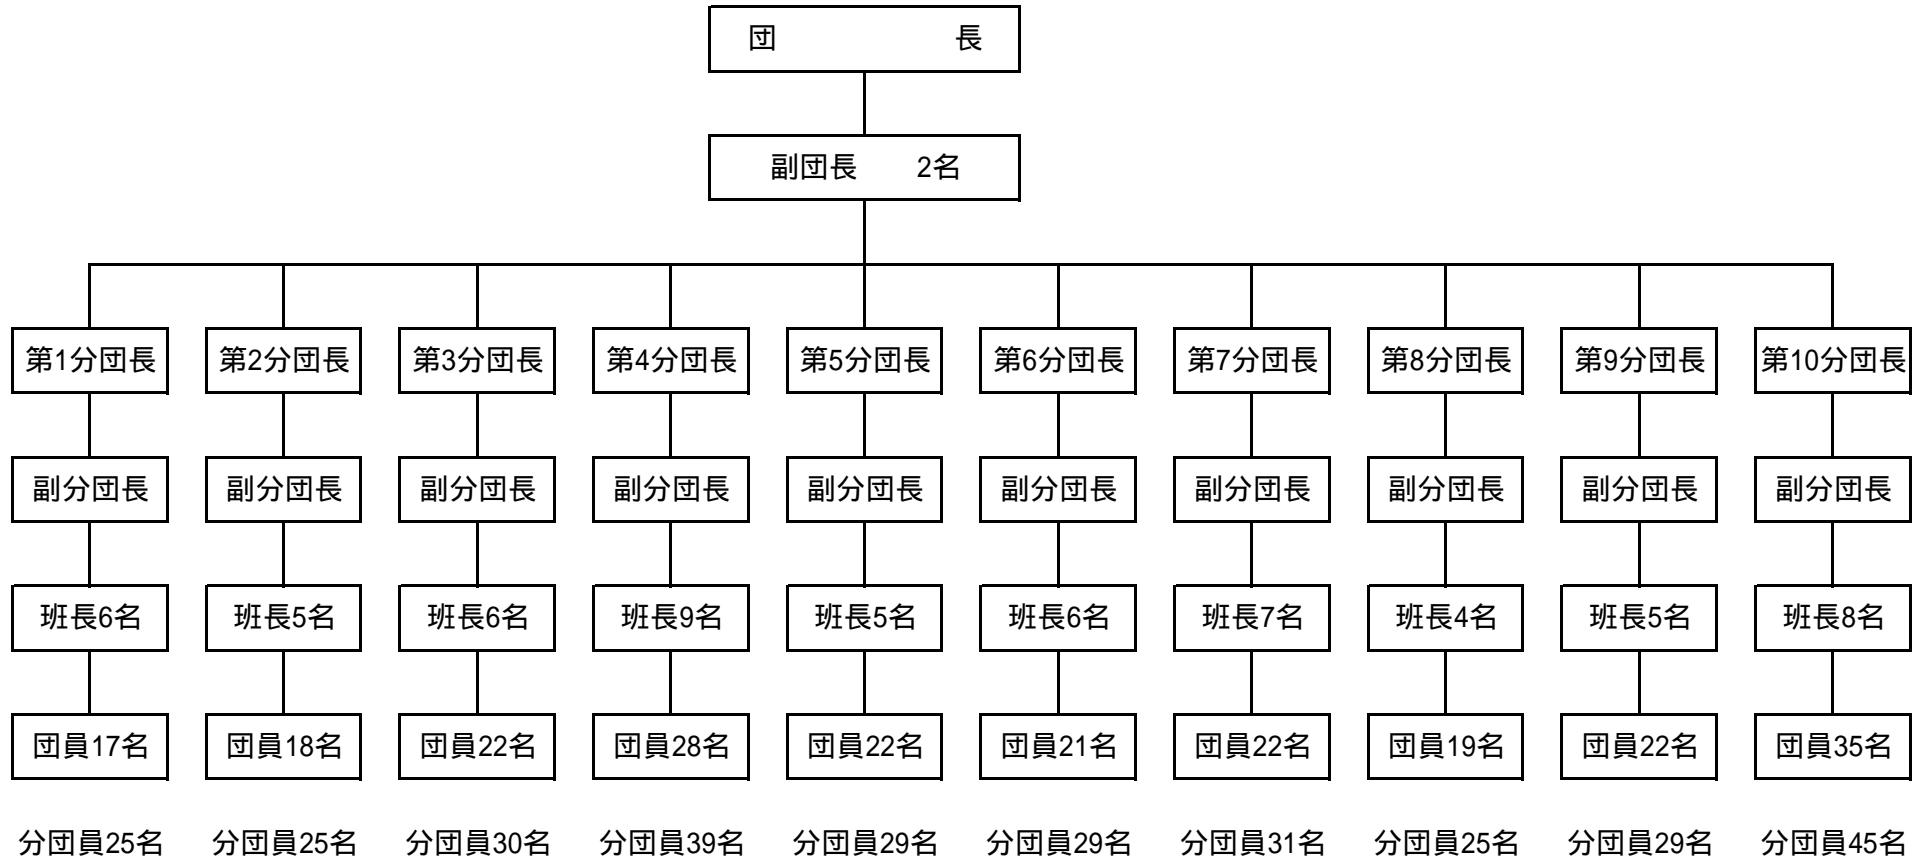 団 長
副団長 2名
第1分団長 第2分団長 第3分団長 第4分団長 第5分団長 第6分団長 第7分団長 第8分団長 第9分団長 第10分団長
副分団長 副分団長 副分団長 副分団長 副分団長 副分団長 副分団長 副分団長 副分団長 副分団長
班長6名 班長5名 班長6名 班長9名 班長5名 班長6名 班長7名 班長4名 班長5名 班長8名
団員17名 団員18名 団員22名 団員28名 団員22名 団員21名 団員22名 団員19名 団員22名 団員35名
分団員25名 分団員25名 分団員30名 分団員39名 分団員29名 分団員29名 分団員31名 分団員25名 分団員29名 分団員45名